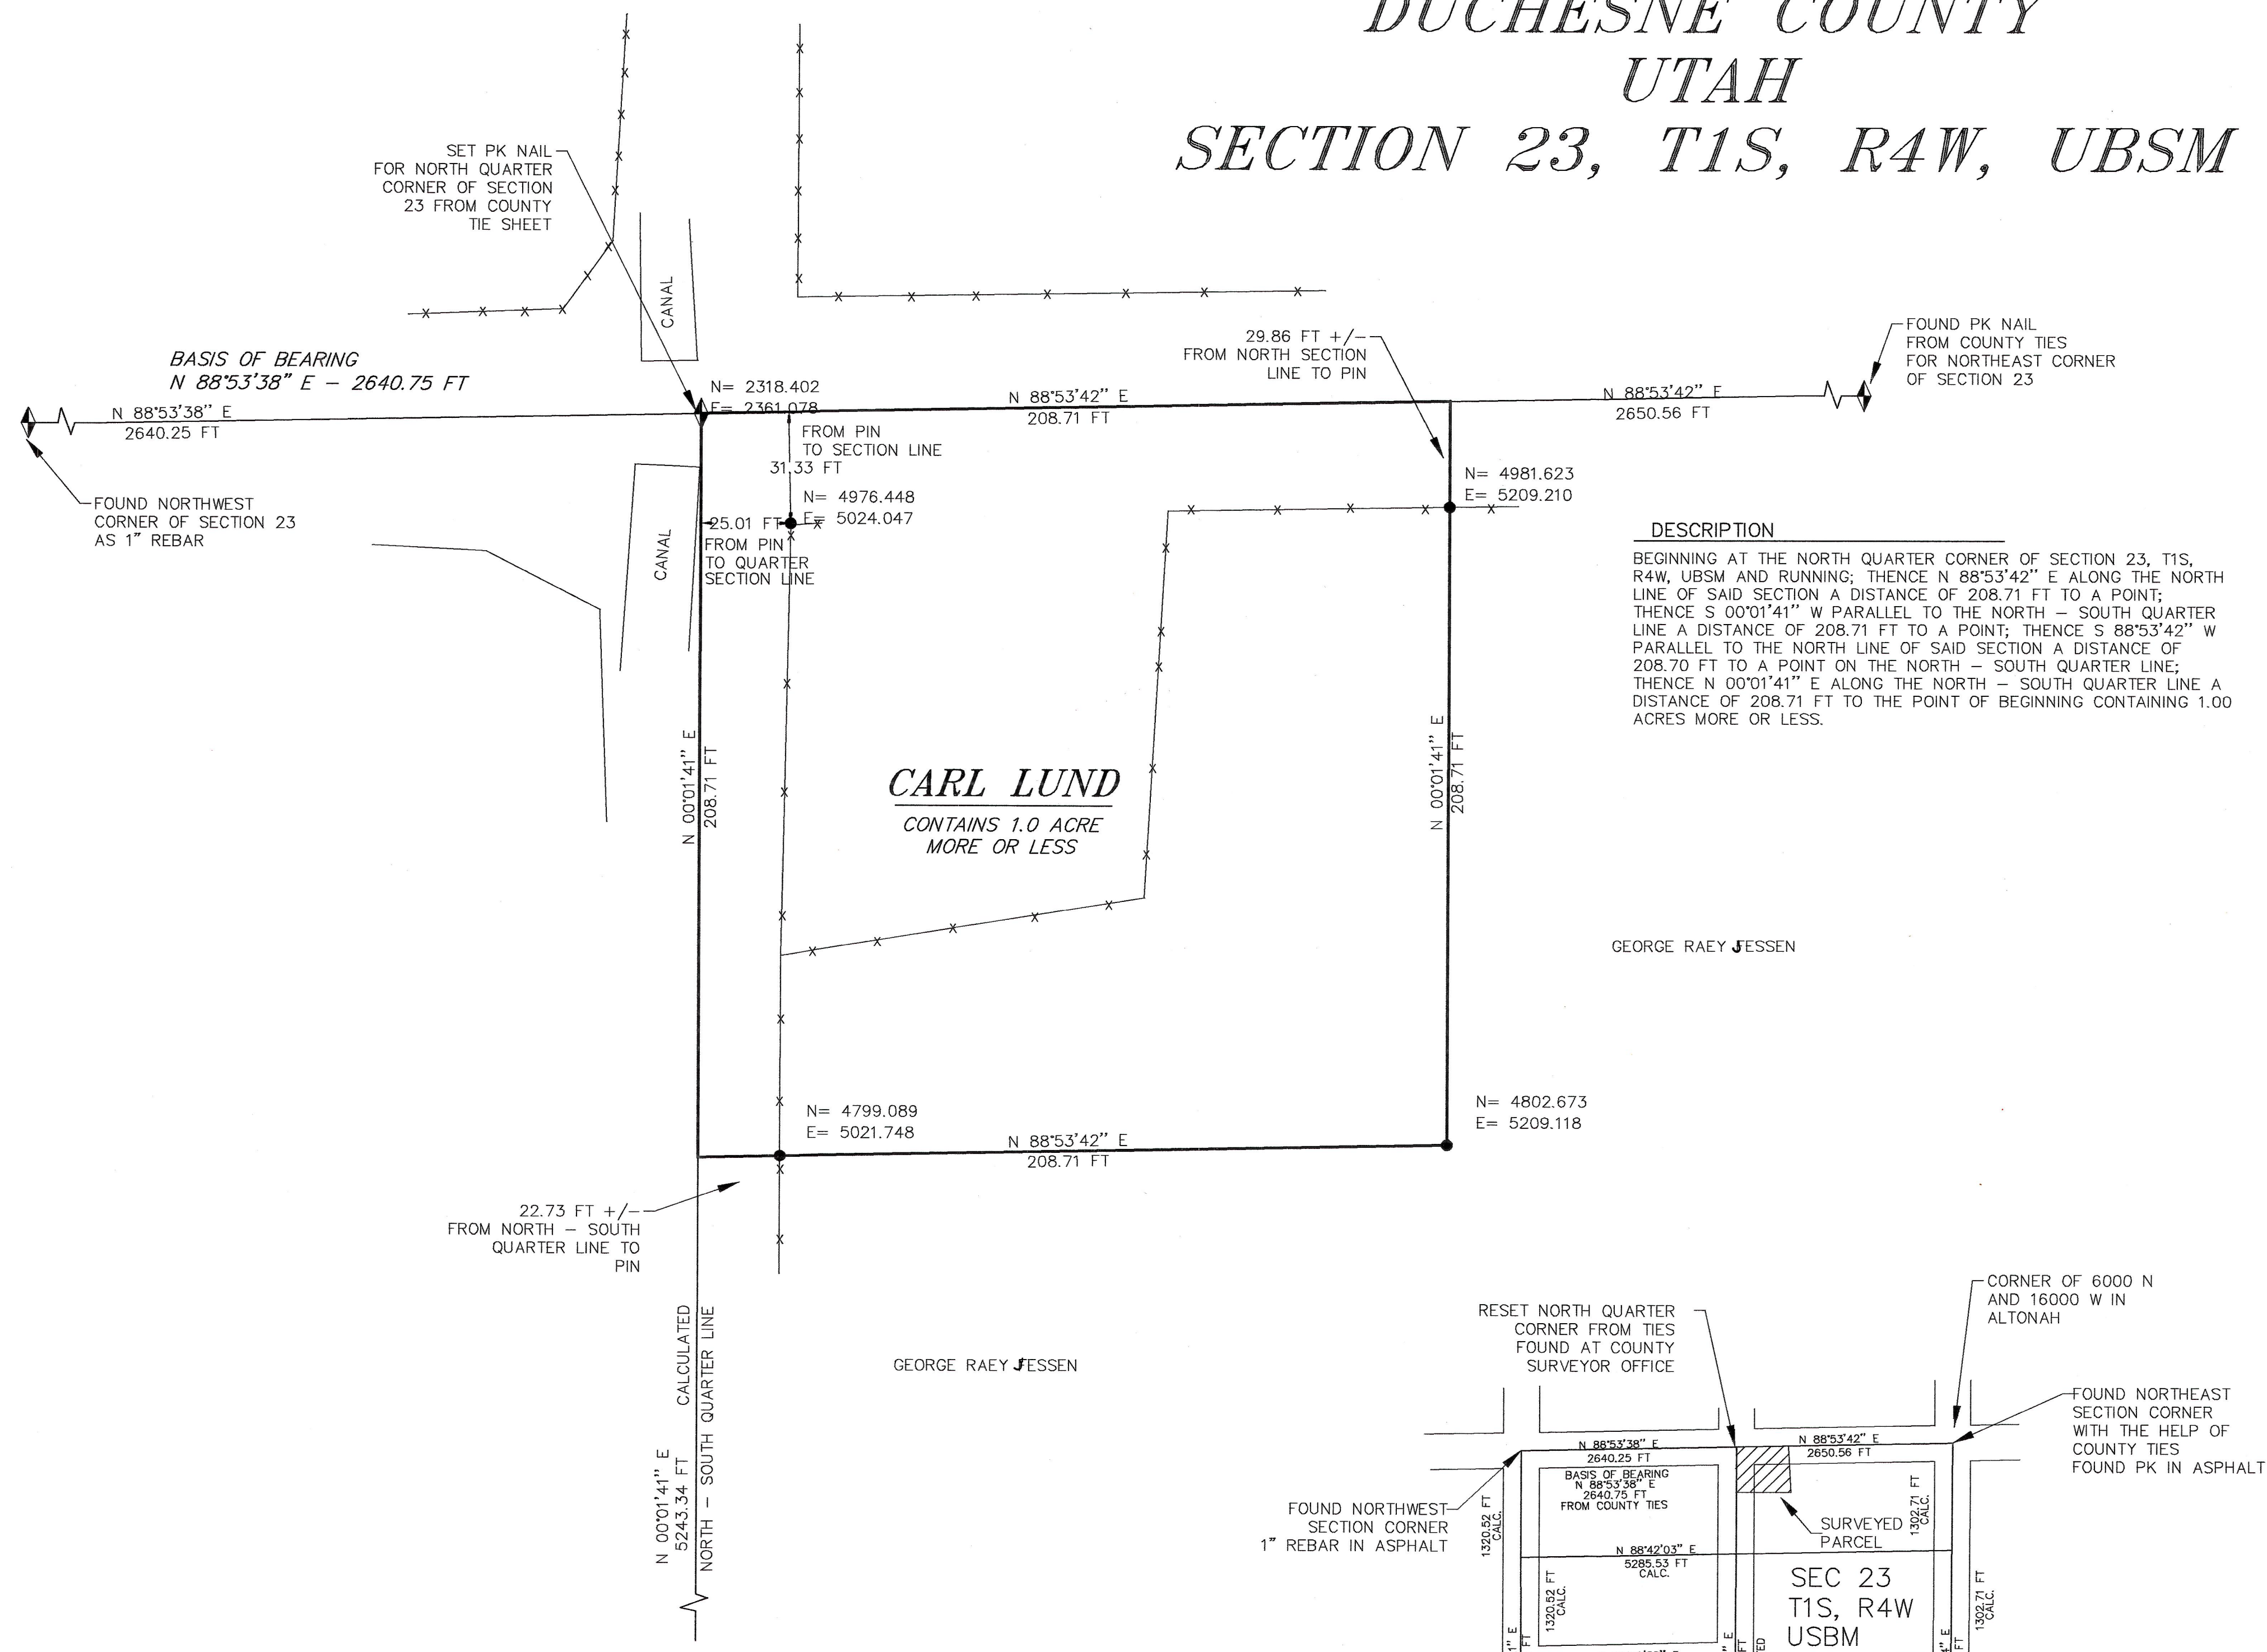 DUCHESNE COUNTY
UTAH
SECTION 23, T1S, R4W, UBSM
SET PK NAIL
FOR NORTH QUARTER
CORNER OF SECTION
23 FROM COUNTY
TIE SHEET
CANAL
BASIS OF BEARING
N 88°53'38" E - 2640.75 FT
N 88°53'38" E
2640.25 FT
FOUND NORTHWEST
CORNER OF SECTION 23
AS 1" REBAR
N= 2318.402
E= 2361.078
N 88°53'42" E
208.71 FT
29.86 FT +/-
FROM NORTH SECTION
LINE TO PIN
N 88°53'42" E
2650.56 FT
FOUND PK NAIL
FROM COUNTY TIES
FOR NORTHEAST CORNER
OF SECTION 23
FROM PIN
TO SECTION LINE
31.33 FT
N= 4976.448
E= 5024.047
25.01 FT
FROM PIN
TO QUARTER
SECTION LINE
CANAL
N= 4981.623
E= 5209.210
DESCRIPTION
BEGINNING AT THE NORTH QUARTER CORNER OF SECTION 23, T1S,
R4W, UBSM AND RUNNING; THENCE N 88°53'42" E ALONG THE NORTH
LINE OF SAID SECTION A DISTANCE OF 208.71 FT TO A POINT;
THENCE S 00°01'41" W PARALLEL TO THE NORTH - SOUTH QUARTER
LINE A DISTANCE OF 208.71 FT TO A POINT; THENCE S 88°53'42" W
PARALLEL TO THE NORTH LINE OF SAID SECTION A DISTANCE OF
208.70 FT TO A POINT ON THE NORTH - SOUTH QUARTER LINE;
THENCE N 00°01'41" E ALONG THE NORTH - SOUTH QUARTER LINE A
DISTANCE OF 208.71 FT TO THE POINT OF BEGINNING CONTAINING 1.00
ACRES MORE OR LESS.
N 00°01'41" E
208.71 FT
CARL LUND
CONTAINS 1.0 ACRE
MORE OR LESS
N 00°01'41" E
208.71 FT
GEORGE RAEY JESSEN
N= 4799.089
E= 5021.748
N 88°53'42" E
208.71 FT
N= 4802.673
E= 5209.118
22.73 FT +/-
FROM NORTH - SOUTH
QUARTER LINE TO
PIN
GEORGE RAEY JESSEN
N 00°01'41" E
5243.34 FT
CALCULATED
NORTH - SOUTH QUARTER LINE
RESET NORTH QUARTER
CORNER FROM TIES
FOUND AT COUNTY
SURVEYOR OFFICE
CORNER OF 6000 N
AND 16000 W IN
ALTONAH
FOUND NORTHEAST
SECTION CORNER
WITH THE HELP OF
COUNTY TIES
FOUND PK IN ASPHALT
N 88°53'38" E
2640.25 FT
BASIS OF BEARING
N 88°53'38" E
2640.75 FT
FROM COUNTY TIES
N 88°53'42" E
2650.56 FT
FOUND NORTHWEST
SECTION CORNER
1" REBAR IN ASPHALT
1320.52 FT
CALC.
1302.71 FT
CALC.
SURVEYED
PARCEL
N 88°42'03" E
5285.53 FT
CALC.
1320.52 FT
CALC.
SEC 23
T1S, R4W
USBM
1302.71 FT
CALC.